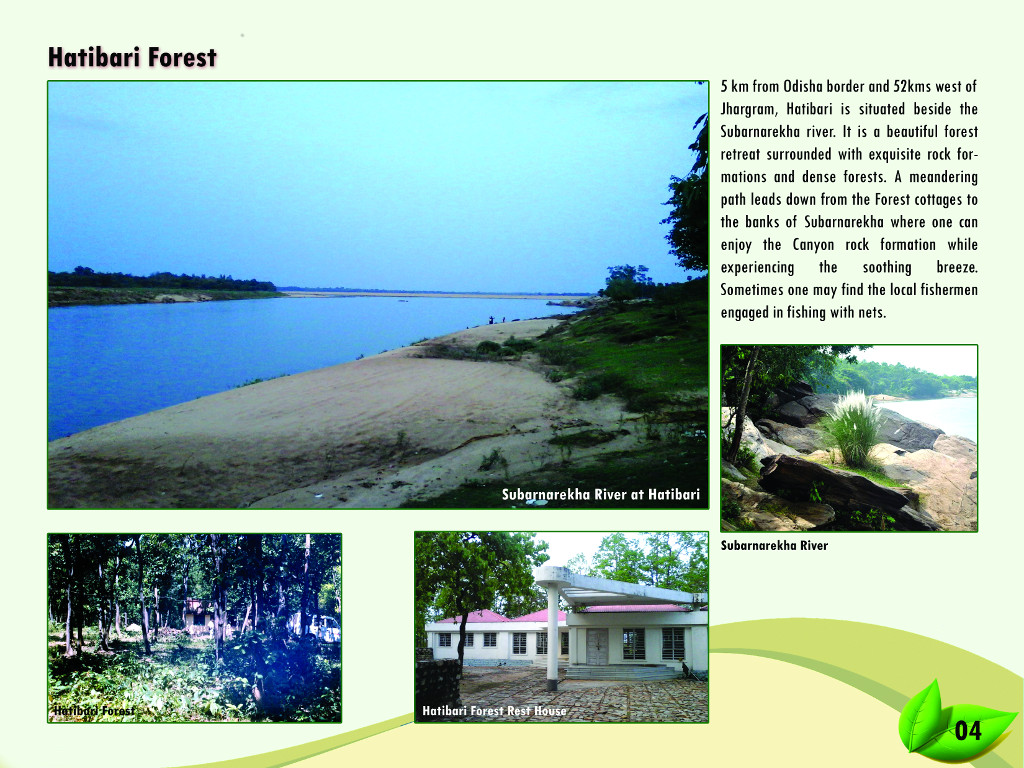 Hatibari Forest
5 km from Odisha border and 52kms west of
Jhargram, Hatibari is situated beside the
Subarnarekha river. It is a beautiful forest
retreat surrounded with exquisite rock for-
mations and dense forests. A meandering
path leads down from the Forest cottages to
the banks of Subarnarekha where one can
enjoy the Canyon rock formation while
experiencing the soothing breeze.
Sometimes one may find the local fishermen
engaged in fishing with nets.
Subarnarekha River at Hatibari
Subarnarekha River
Hatibari Forest
Hatibari Forest Rest House
04